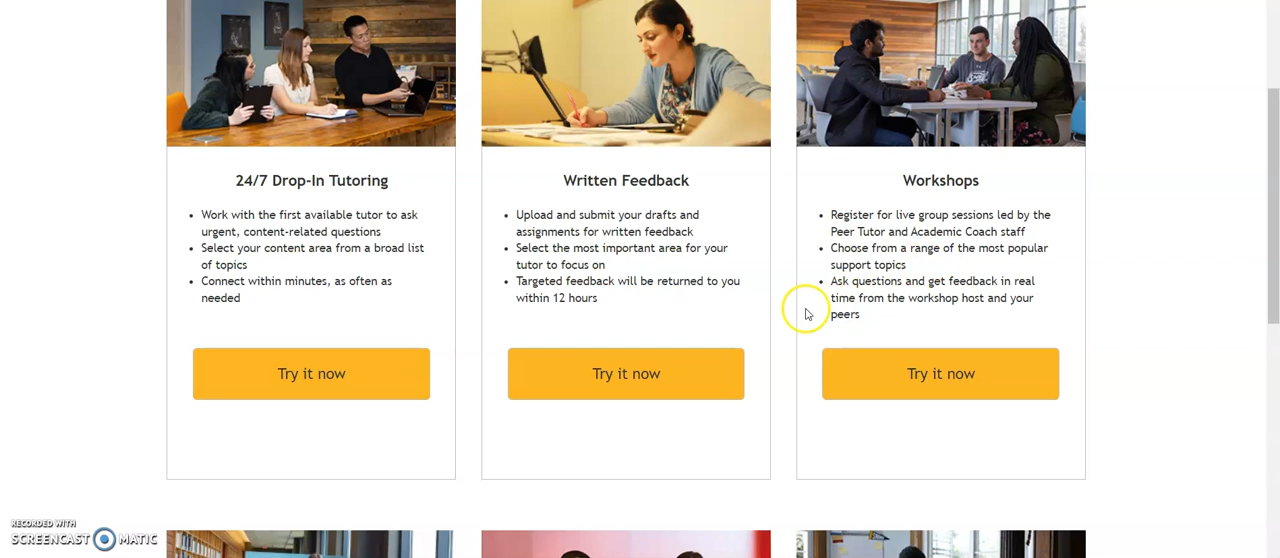 24/7 Drop-In Tutoring
• Work with the first available tutor to ask
urgent, content-related questions
• Select your content area from a broad list
of topics
• Connect within minutes, as often as
needed
Try it now
Written Feedback
• Upload and submit your drafts and
assignments for written feedback
• Select the most important area for your
tutor to focus on
• Targeted feedback will be returned to you
within 12 hours
Try it now
Workshops
• Register for live group sessions led by the
Peer Tutor and Academic Coach staff
• Choose from a range of the most popular
support topics
• Ask questions and get feedback in real
time from the workshop host and your
peers
Try it now
RECORDED WITH
SCREENCAST MATIC